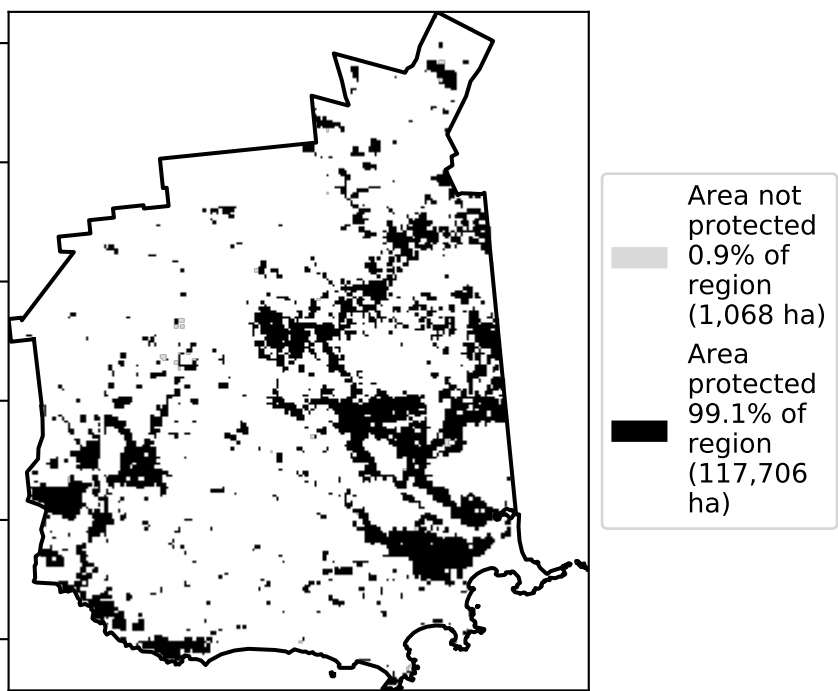 Area not
protected
0.9% of
region
(1,068 ha)
Area
protected
99.1% of
region
(117,706
ha)